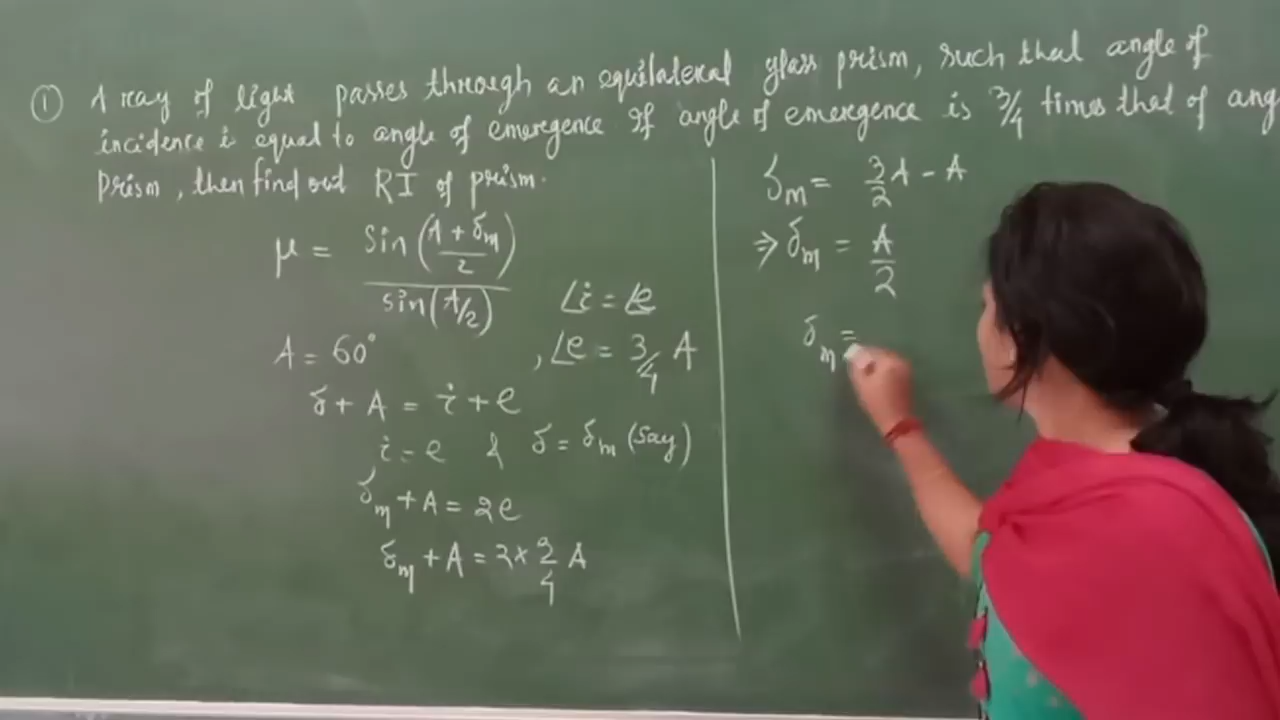 ① A ray of light passes through an equilateral glass prism, such that angle of
incidence is equal to angle of emergence If angle of emergence is 3/4 times that of ang
prism, then find out RI of prism.
μ = sin((A + δm)/2) / sin(A/2)
∠i = ∠e
A = 60° , ∠e = 3/4 A
δ + A = i + e
i = e & δ = δm (say)
δm + A = 2e
δm + A = 2 × 3/4 A
δm = 3/2 A - A
⇒ δm = A/2
δm =